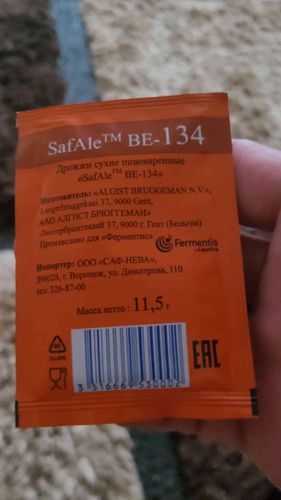 SafAle™ BE-134
Дрожжи сухие пивоваренные
«SafAle™ BE-134»
Изготовитель: «ALGIST BRUGGEMAN N.V.»,
Langerbruggekaai 37, 9000 Gent,
«АО АЛГИСТ БРЮГГЕМАН»
Лангербрюггекаай 37, 9000 г. Гент (Бельгия)
Произведено для «Ферментис»
Fermentis
Импортер: ООО «САФ-НЕВА»,
394028, г. Воронеж, ул. Димитрова, 110
тел: 326-87-00
Масса нетто : 11,5 г
3 516669 530002
EAC